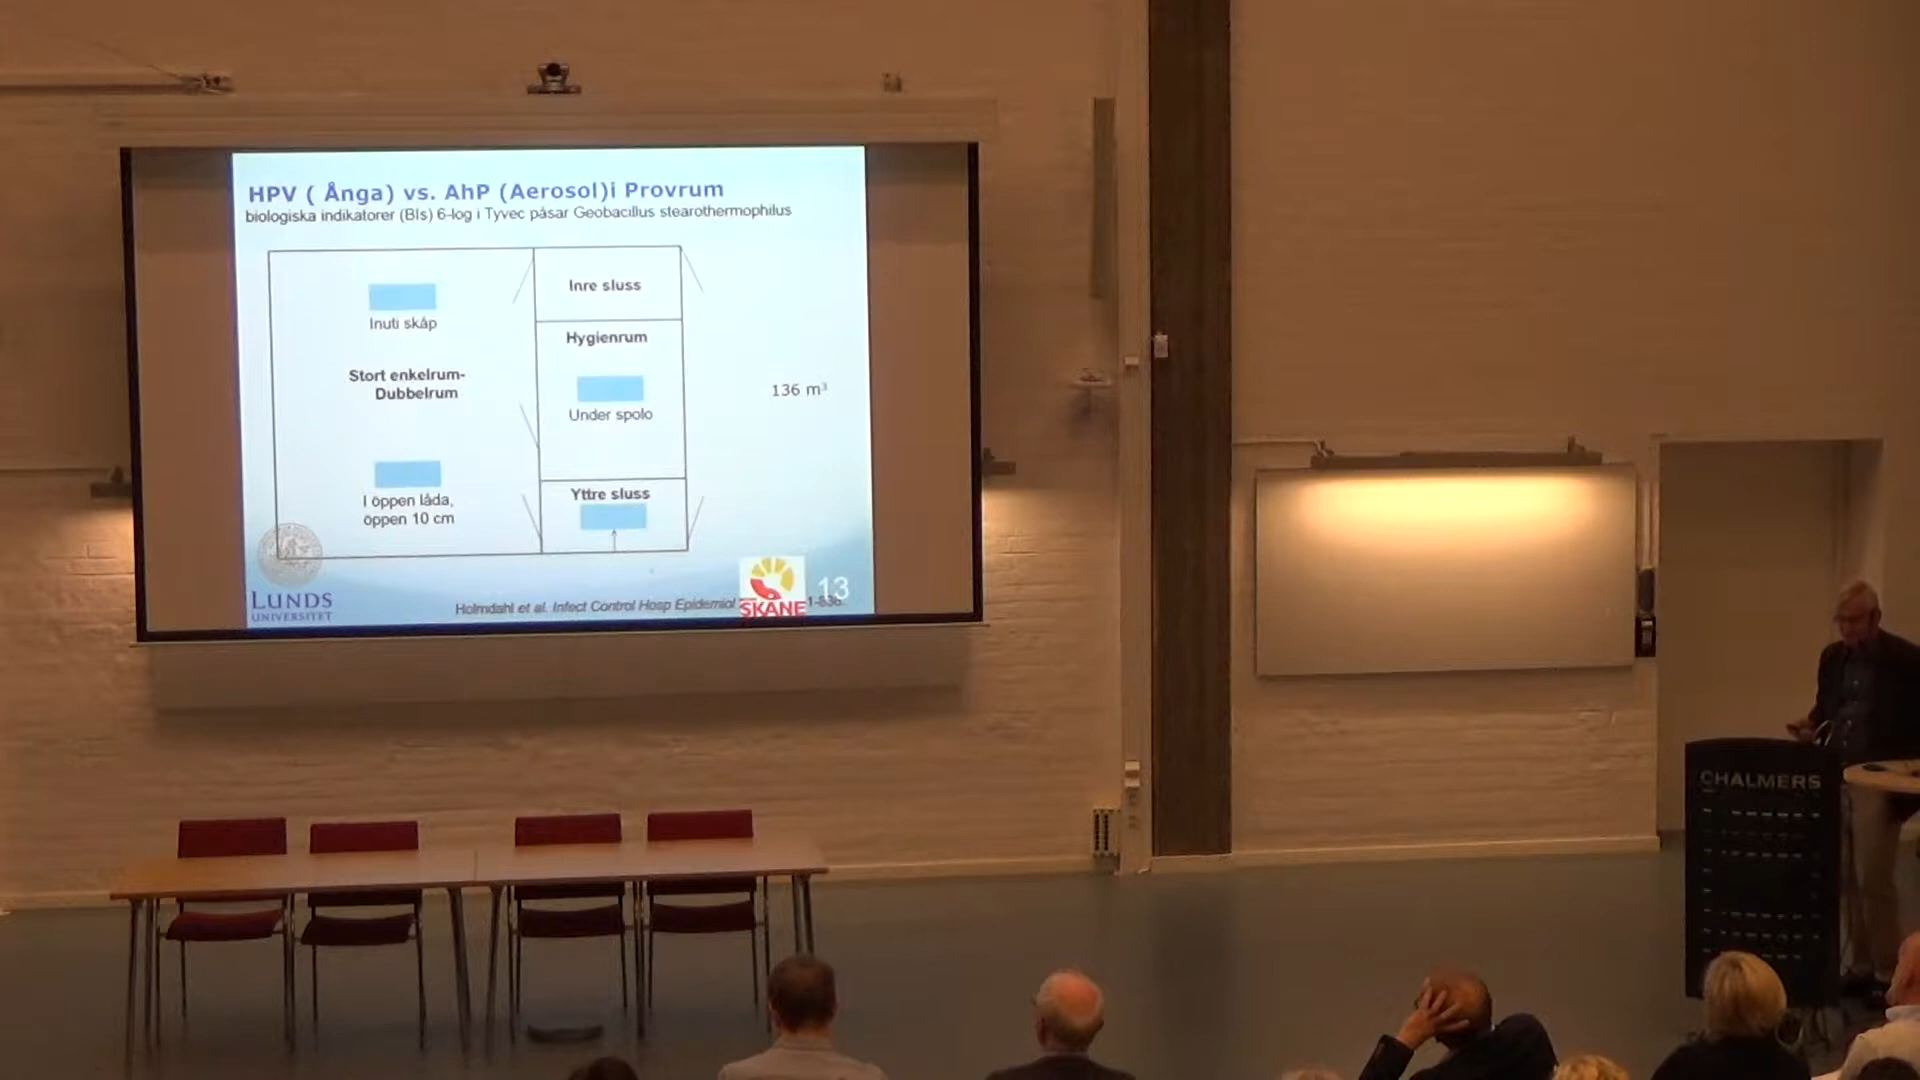 HPV ( Ånga) vs. AhP (Aerosol)i Provrum
biologiska indikatorer (BIs) 6-log i Tyvec påsar Geobacillus stearothermophilus
Inre sluss
Inuti skåp
Hygienrum
Stort enkelrum-
Dubbelrum
136 m³
Under spolo
I öppen låda,
öppen 10 cm
Yttre sluss
LUNDS
UNIVERSITET
Holmdahl et al. Infect Control Hosp Epidemiol
SKÅNE
13
CHALMERS